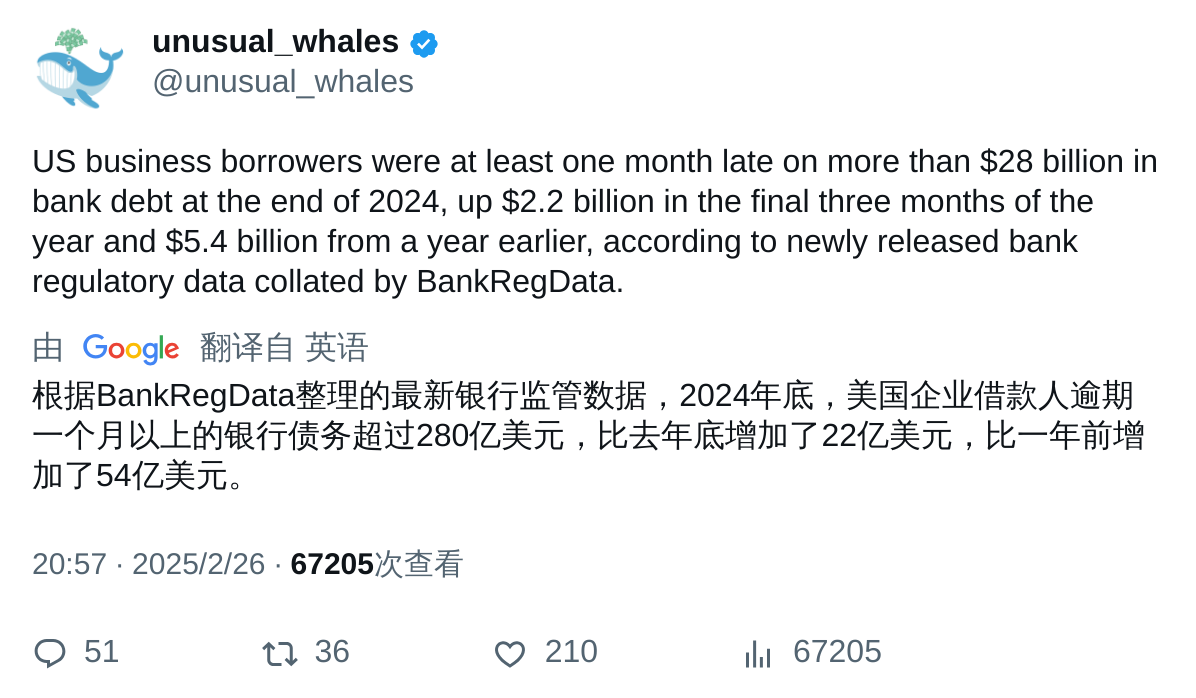 unusual_whales
@unusual_whales
US business borrowers were at least one month late on more than $28 billion in
bank debt at the end of 2024, up $2.2 billion in the final three months of the
year and $5.4 billion from a year earlier, according to newly released bank
regulatory data collated by BankRegData.
由 Google 翻译自 英语
根据BankRegData整理的最新银行监管数据，2024年底，美国企业借款人逾期
一个月以上的银行债务超过280亿美元，比去年底增加了22亿美元，比一年前增
加了54亿美元。
20:57 · 2025/2/26 · 67205次查看
51 36 210 67205